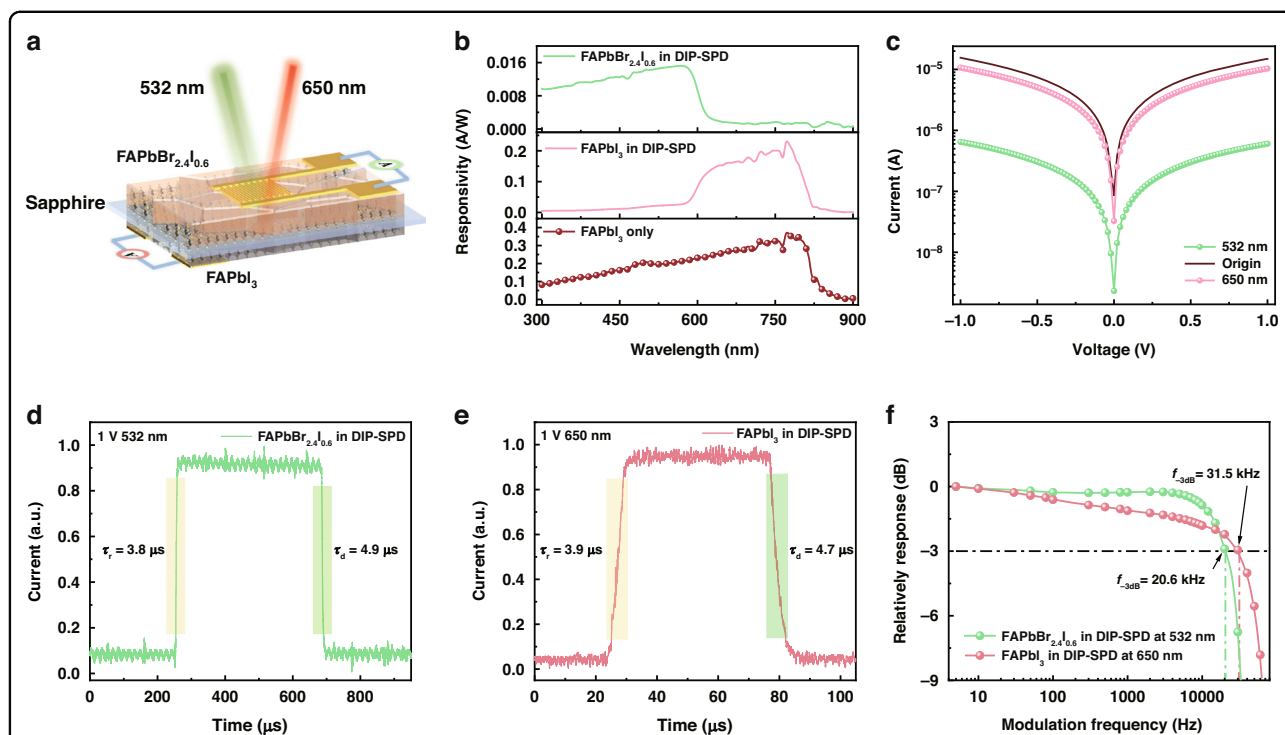 a
532 nm
650 nm
FAPbBr2.4I0.6
Sapphire
FAPbI3
A
A
b
FAPbBr2.4I0.6 in DIP-SPD
0.016
0.008
0.000
FAPbI3 in DIP-SPD
0.2
0.1
0.0
FAPbI3 only
0.4
0.3
0.2
0.1
0.0
300
450
600
750
900
Responsivity (A/W)
Wavelength (nm)
c
10⁻⁵
10⁻⁶
10⁻⁷
10⁻⁸
Current (A)
532 nm
Origin
650 nm
−1.0
−0.5
0.0
0.5
1.0
Voltage (V)
d
1 V 532 nm
FAPbBr2.4I0.6 in DIP-SPD
1.0
0.8
0.6
0.4
0.2
0.0
Current (a.u.)
τr = 3.8 µs
τd = 4.9 µs
0
200
400
600
800
Time (µs)
e
1 V 650 nm
FAPbI3 in DIP-SPD
1.0
0.8
0.6
0.4
0.2
0.0
Current (a.u.)
τr = 3.9 µs
τd = 4.7 µs
0
20
40
60
80
100
Time (µs)
f
3
0
−3
−6
−9
Relatively response (dB)
f−3dB= 31.5 kHz
f−3dB= 20.6 kHz
FAPbBr2.4I0.6 in DIP-SPD at 532 nm
FAPbI3 in DIP-SPD at 650 nm
10
100
1000
10000
Modulation frequency (Hz)